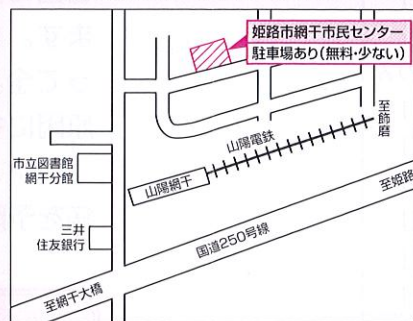 姫路市網干市民センター
駐車場あり(無料・少ない)
至飾磨
山陽電鉄
市立図書館
網干分館
山陽網干
至姫路
三井
住友銀行
国道250号線
至網干大橋